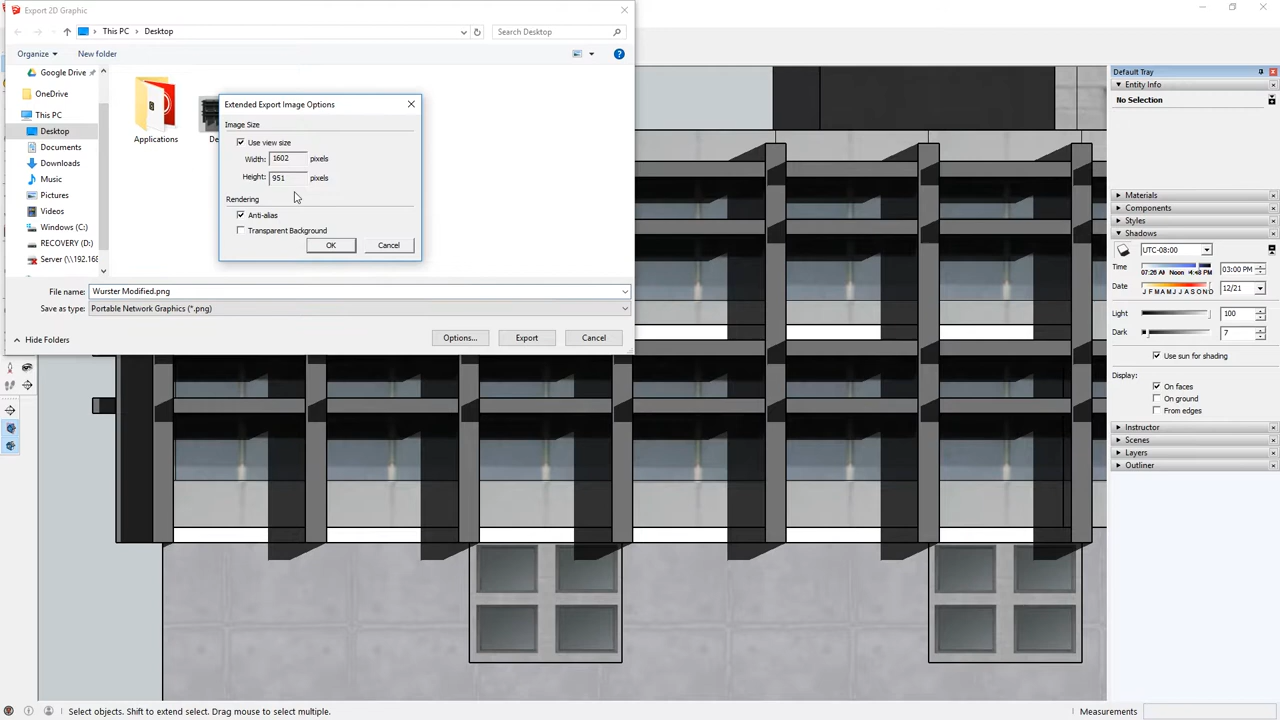 Export 2D Graphic
This PC
Desktop
Search Desktop
Organize
New folder
Google Drive
OneDrive
This PC
Desktop
Documents
Downloads
Music
Pictures
Videos
Windows (C:)
RECOVERY (D:)
Server (\\192.168
Applications
De
Extended Export Image Options
Image Size
Use view size
Width: 1602 pixels
Height: 951 pixels
Rendering
Anti-alias
Transparent Background
OK
Cancel
File name: Wurster Modified.png
Save as type: Portable Network Graphics (*.png)
Hide Folders
Options...
Export
Cancel
Default Tray
Entity Info
No Selection
Materials
Components
Styles
Shadows
UTC-08:00
Time
07:26 AM Noon 4:48 PM
03:00 PM
Date
J F M A M J J A S O N D
12/21
Light
100
Dark
7
Use sun for shading
Display:
On faces
On ground
From edges
Instructor
Scenes
Layers
Outliner
Select objects. Shift to extend select. Drag mouse to select multiple.
Measurements